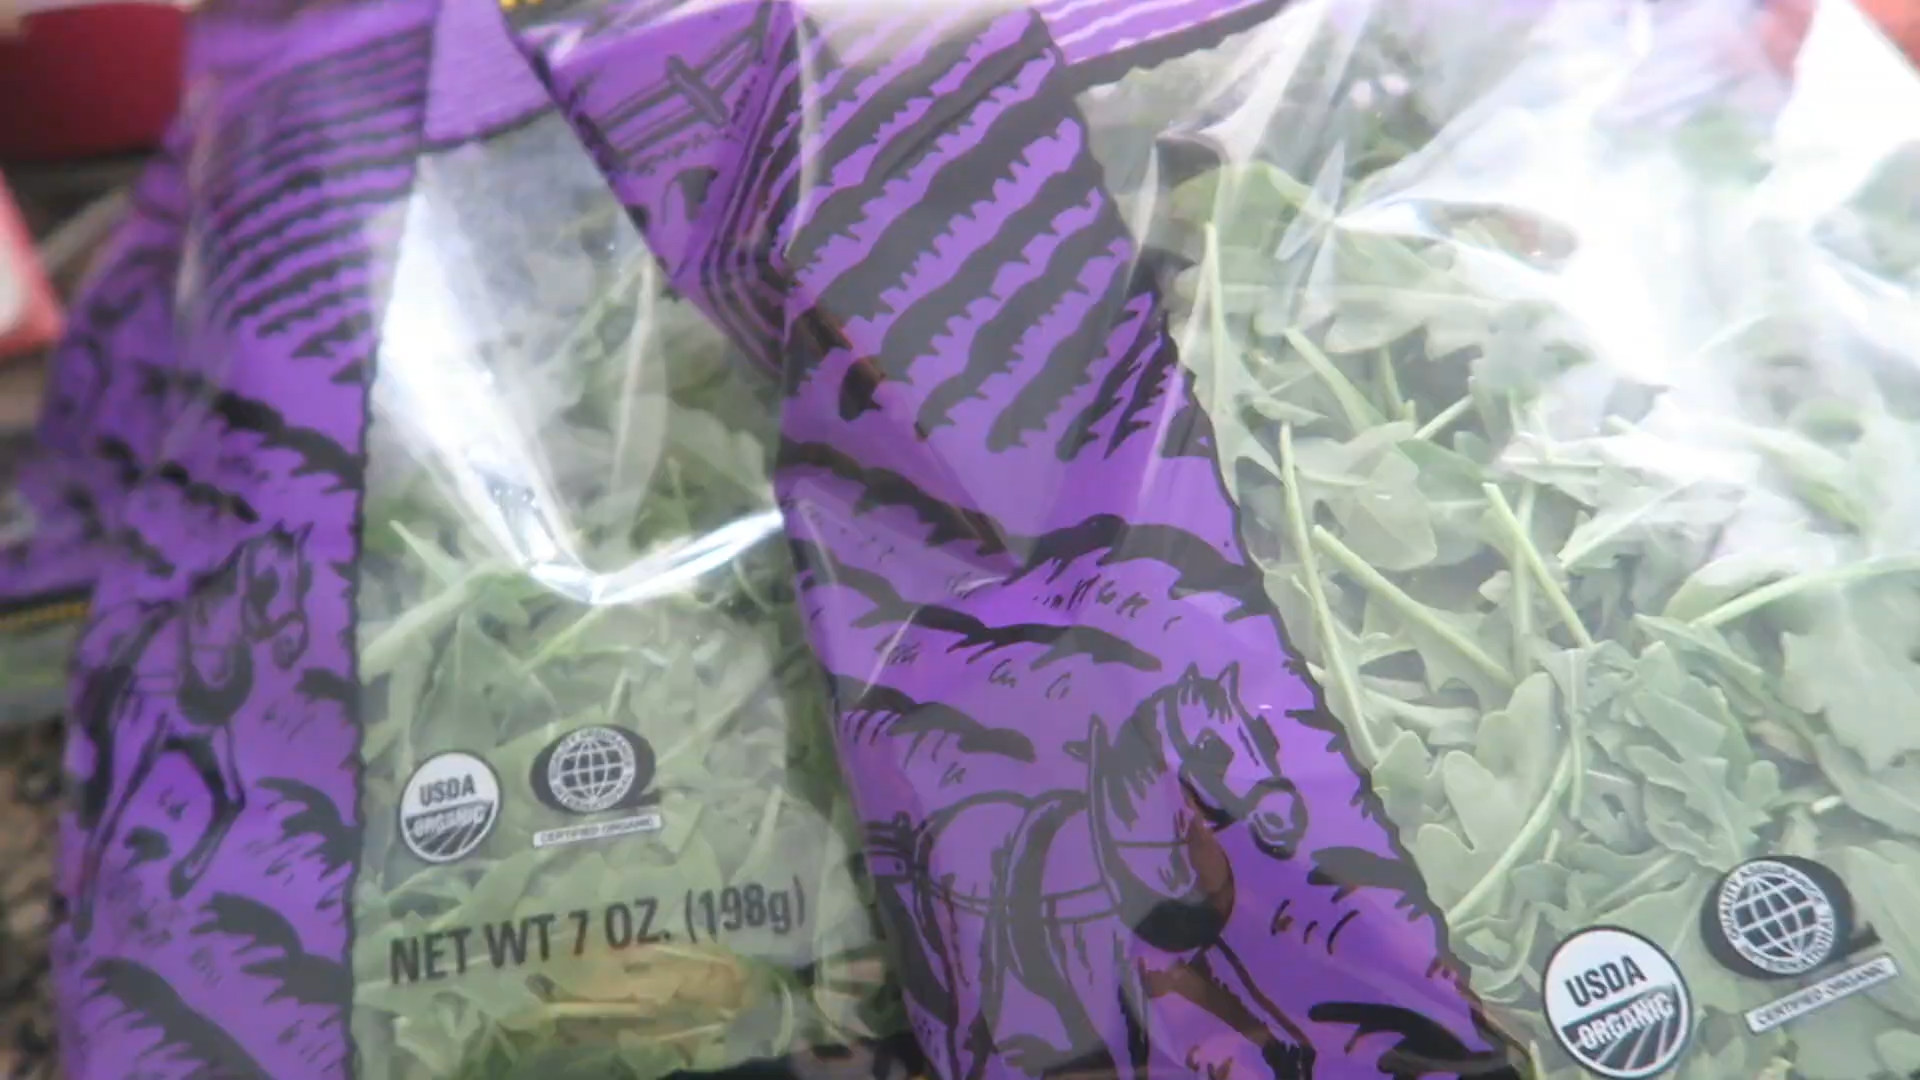 USDA
ORGANIC
CERTIFIED ORGANIC
NET WT 7 OZ. (198g)
USDA
ORGANIC
CERTIFIED ORGANIC